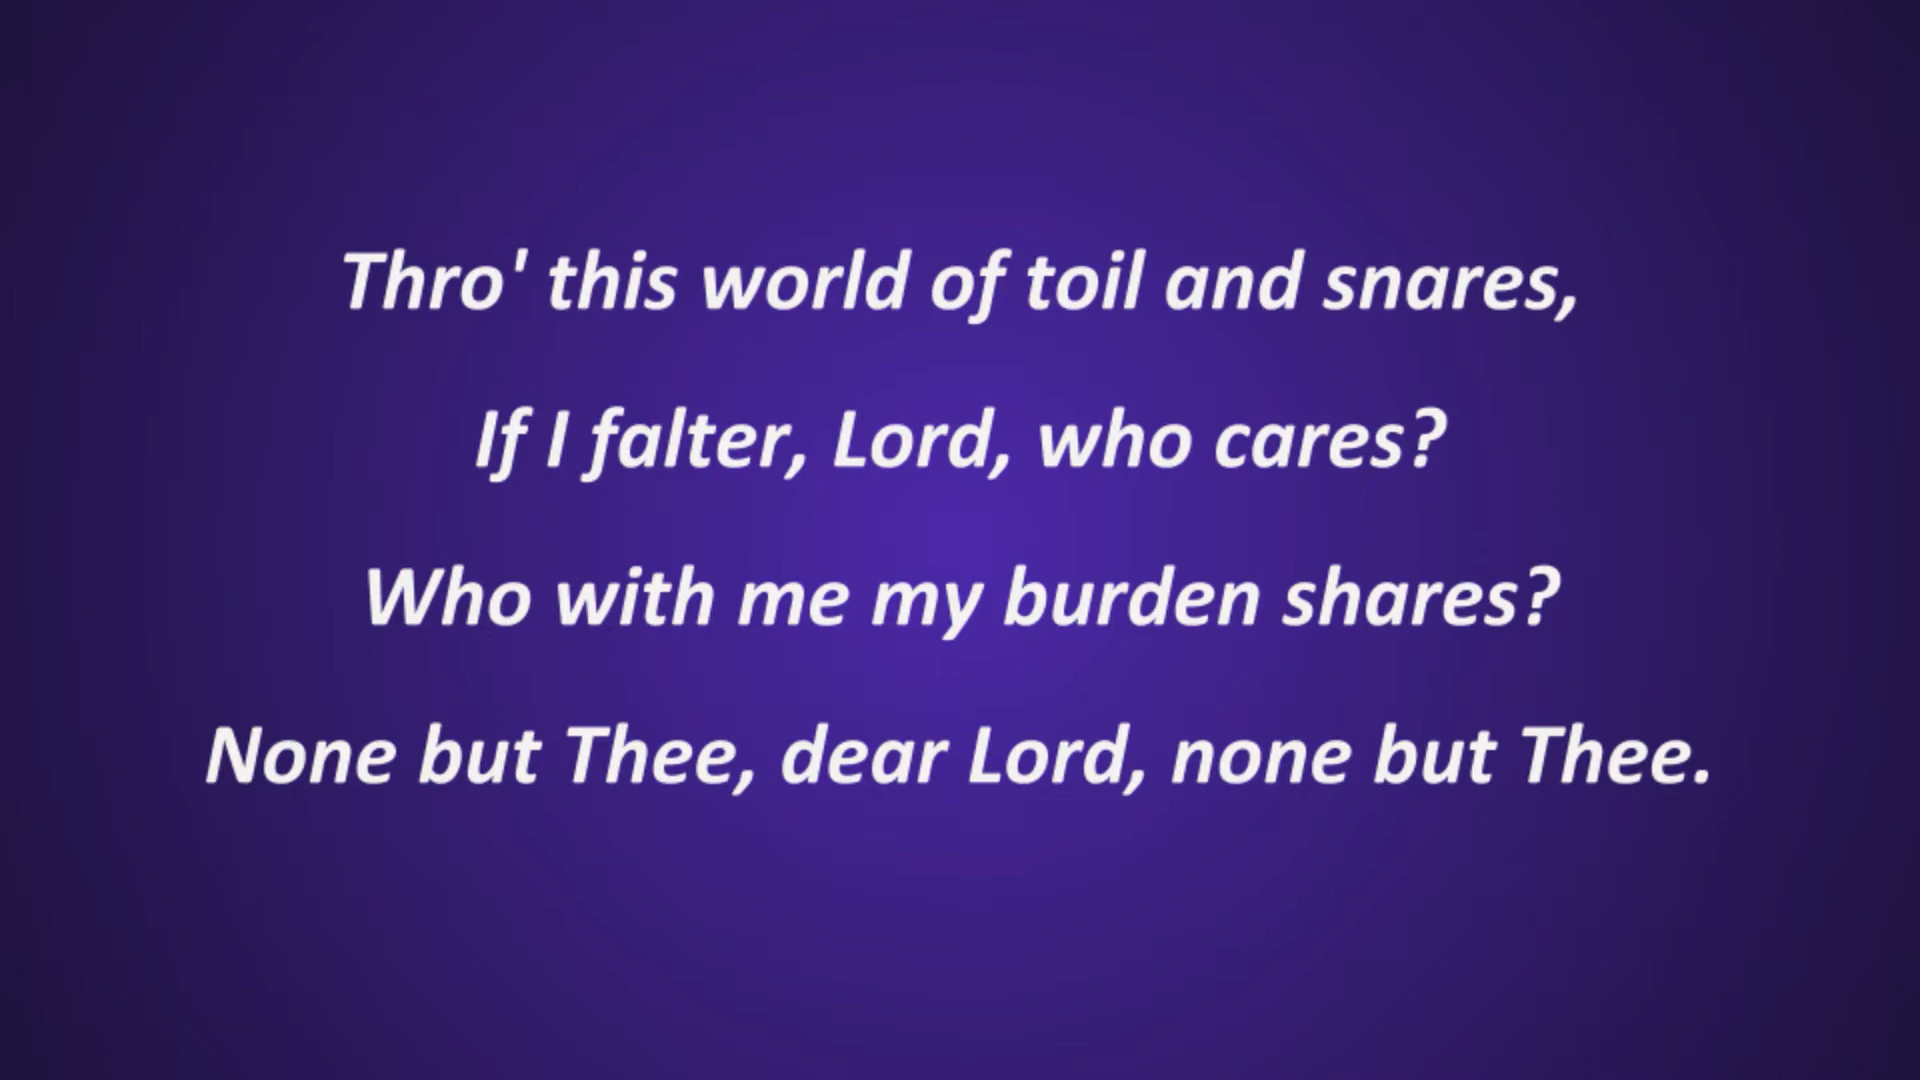 Thro' this world of toil and snares,
If I falter, Lord, who cares?
Who with me my burden shares?
None but Thee, dear Lord, none but Thee.